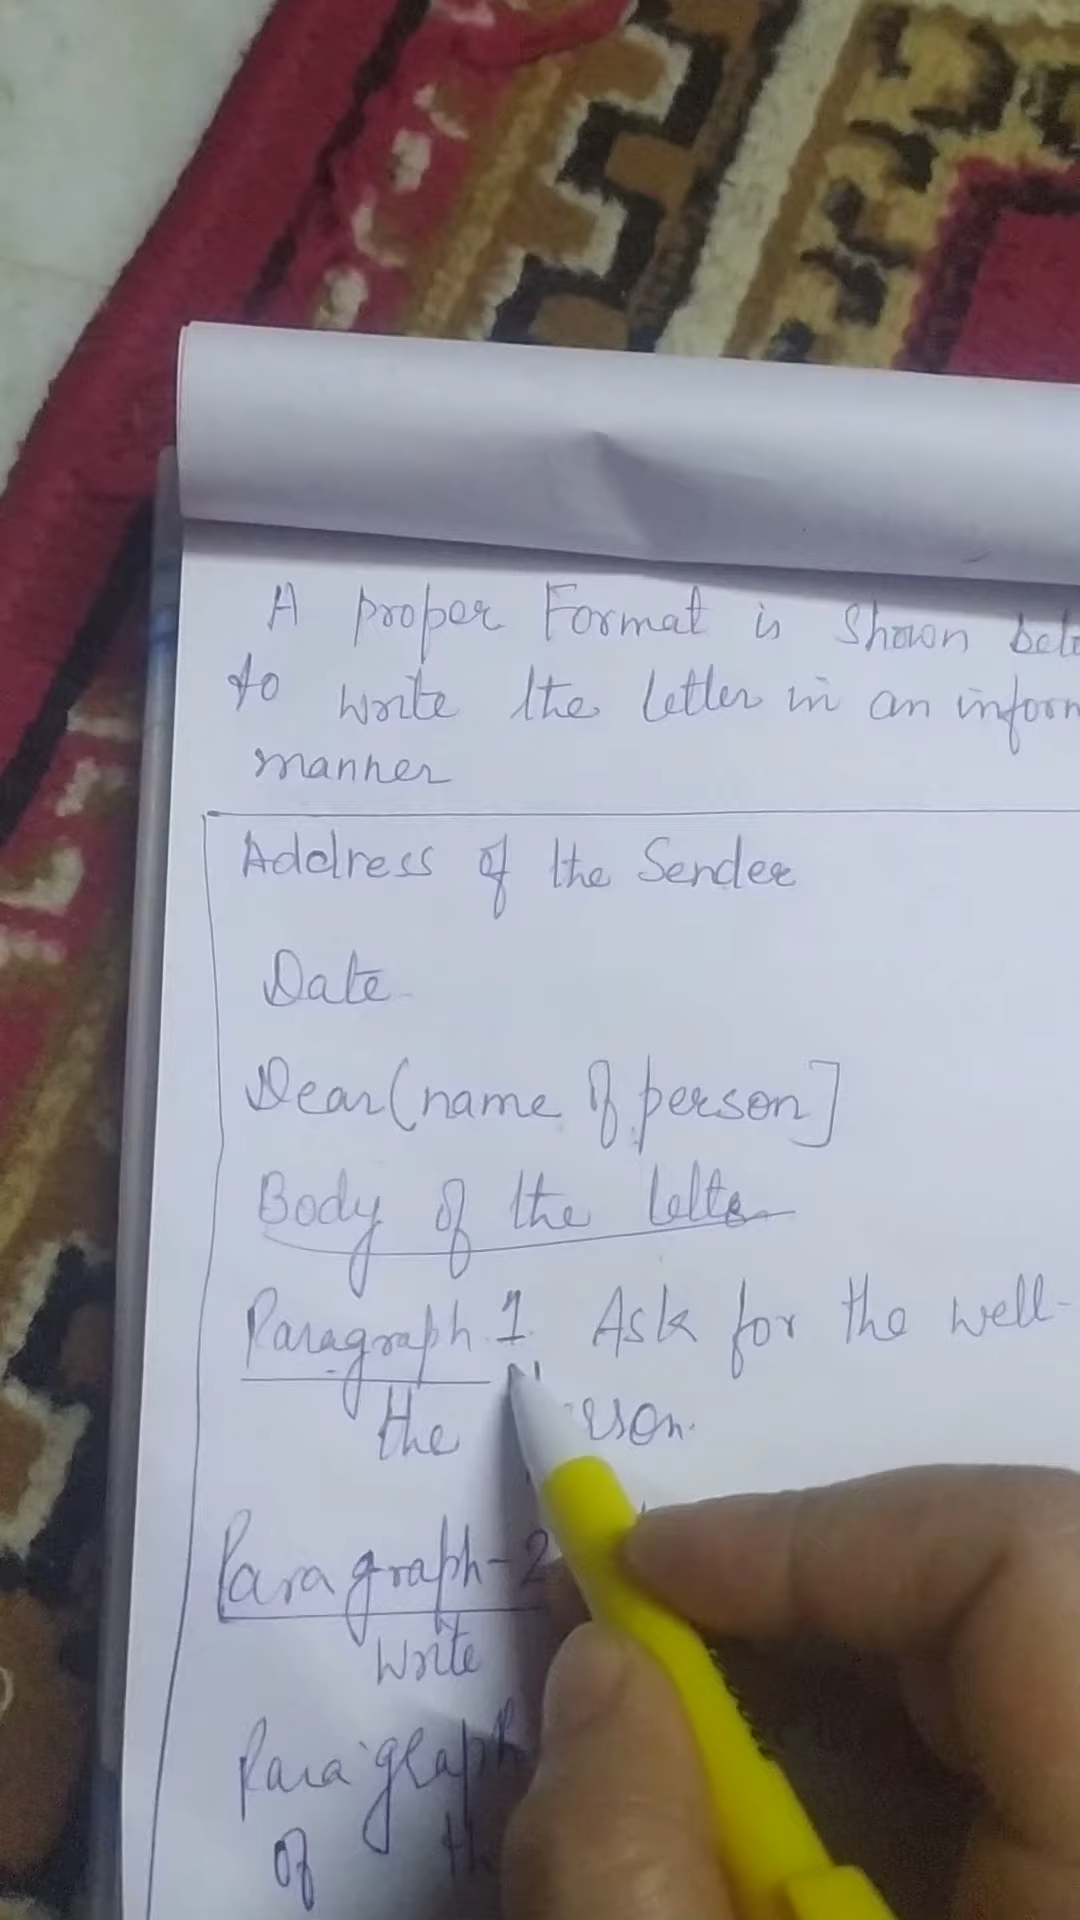 A proper Format is Shown
to write the letter in an
manner
Address of the Sender
Date
Dear (name of person]
Body of the
Paragraph 1. Ask for the well-
the
Paragraph-2
Write
Paragraph
of